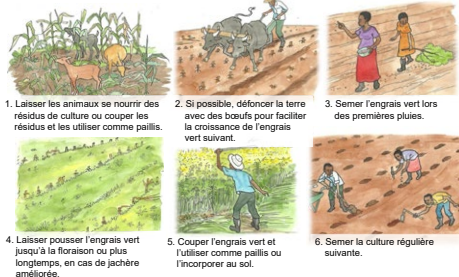 1. Laisser les animaux se nourrir des
résidus de culture ou couper les
résidus et les utiliser comme paillis.
2. Si possible, défoncer la terre
avec des bœufs pour faciliter
la croissance de l'engrais
vert suivant.
3. Semer l'engrais vert lors
des premières pluies.
4. Laisser pousser l'engrais vert
jusqu'à la floraison ou plus
longtemps, en cas de jachère
améliorée.
5. Couper l'engrais vert et
l'utiliser comme paillis ou
l'incorporer au sol.
6. Semer la culture régulière
suivante.